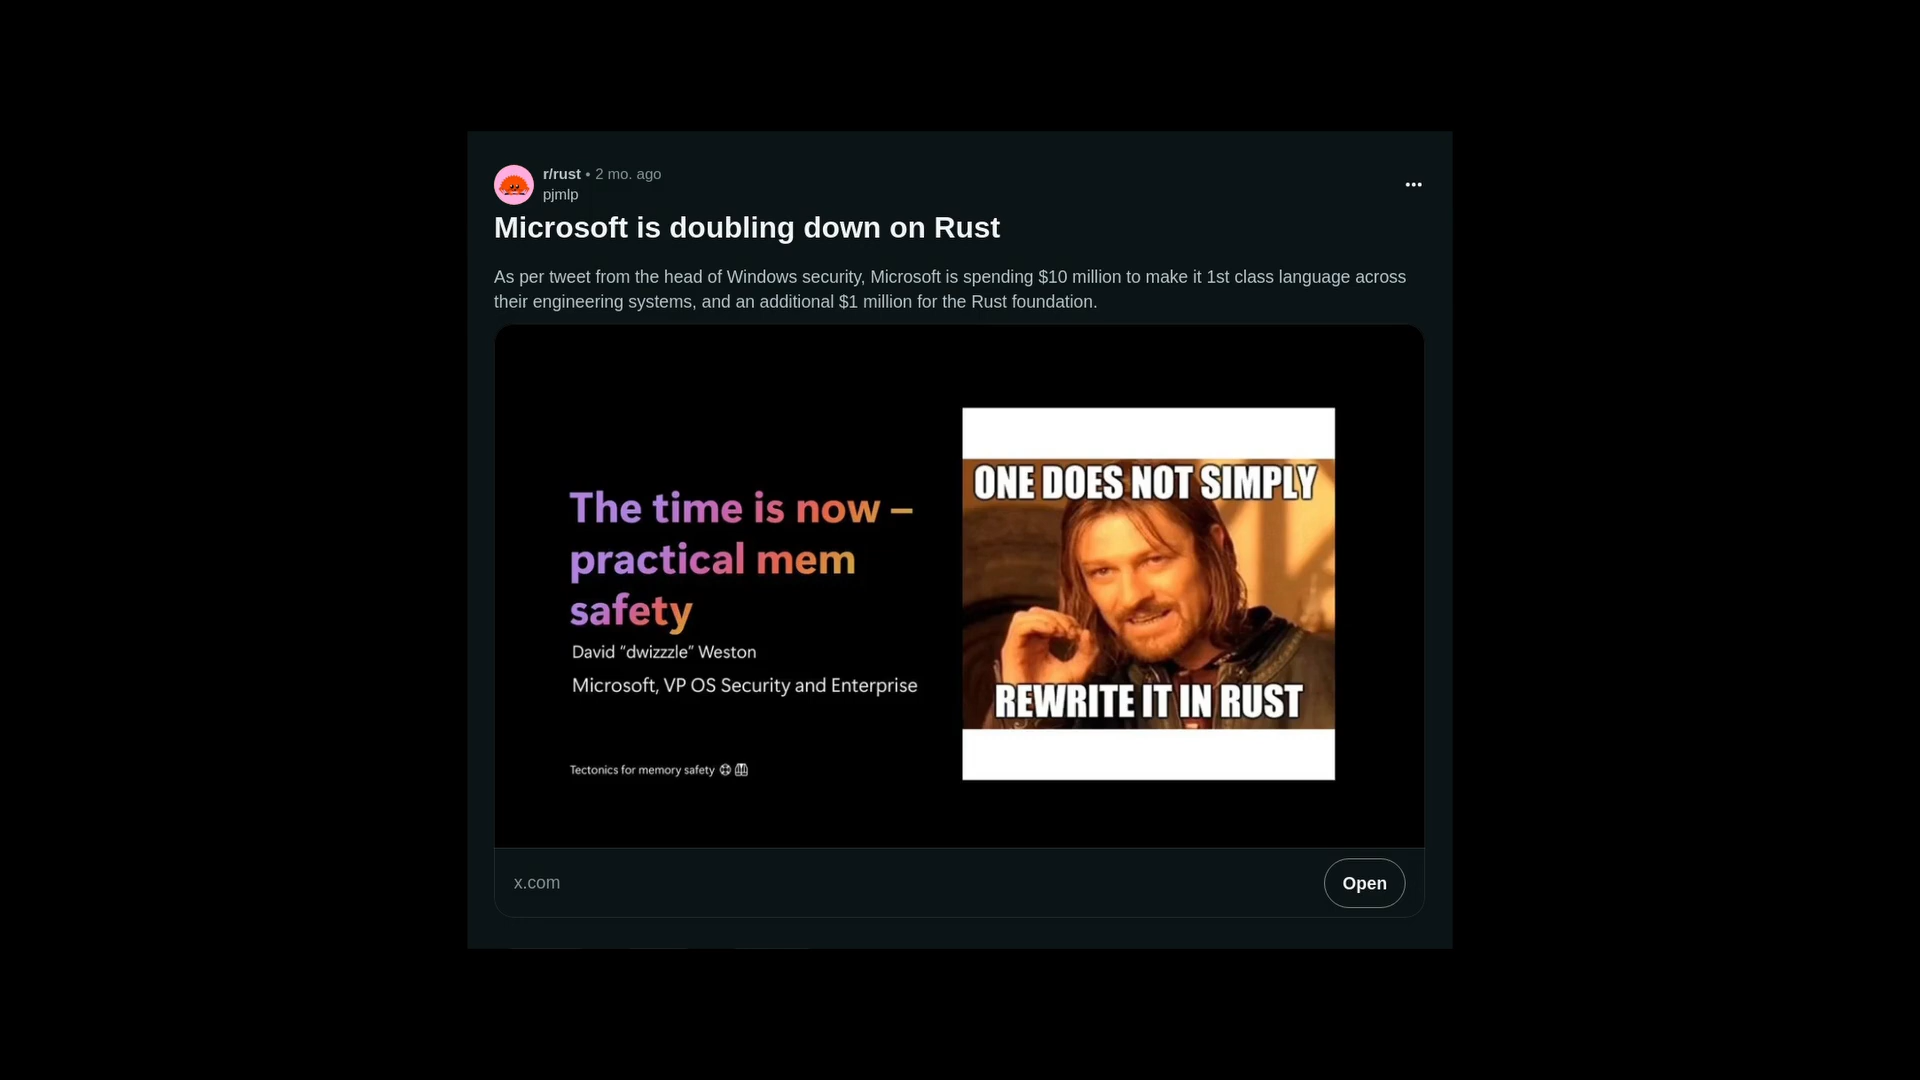 r/rust • 2 mo. ago
pjmlp
Microsoft is doubling down on Rust
As per tweet from the head of Windows security, Microsoft is spending $10 million to make it 1st class language across
their engineering systems, and an additional $1 million for the Rust foundation.
The time is now –
practical mem
safety
David “dwizzzle” Weston
Microsoft, VP OS Security and Enterprise
Tectonics for memory safety
ONE DOES NOT SIMPLY
REWRITE IT IN RUST
x.com
Open